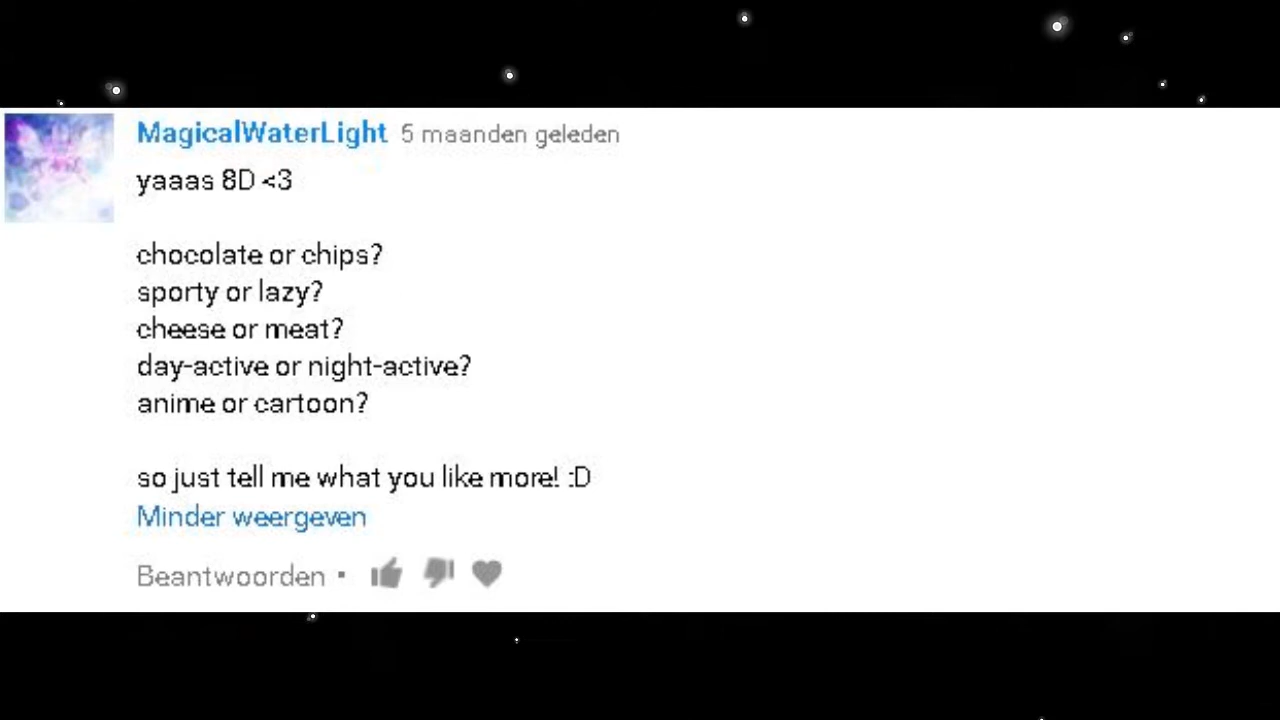 MagicalWaterLight 5 maanden geleden
yaaas 8D <3
chocolate or chips?
sporty or lazy?
cheese or meat?
day-active or night-active?
anime or cartoon?
so just tell me what you like more! :D
Minder weergeven
Beantwoorden •